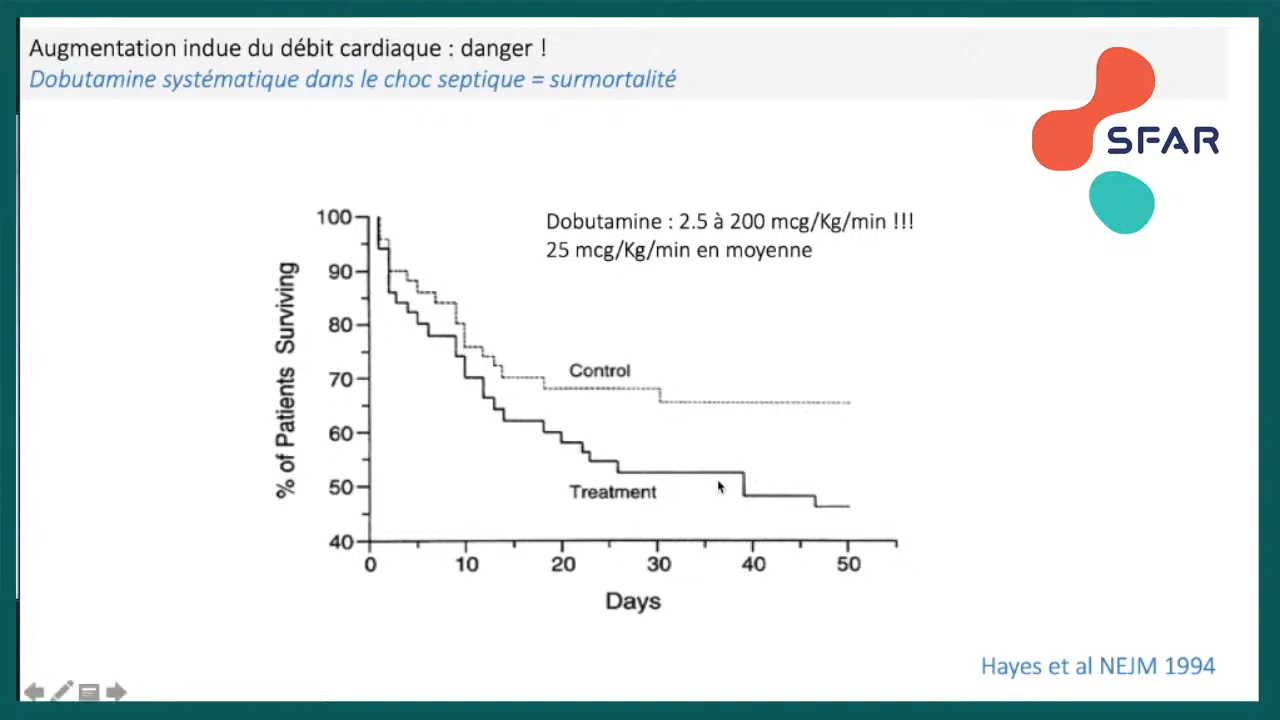 Augmentation indue du débit cardiaque : danger !
Dobutamine systématique dans le choc septique = surmortalité
SFAR
Dobutamine : 2.5 à 200 mcg/Kg/min !!!
25 mcg/Kg/min en moyenne
% of Patients Surviving
100
90
80
70
60
50
40
Control
Treatment
0 10 20 30 40 50
Days
Hayes et al NEJM 1994